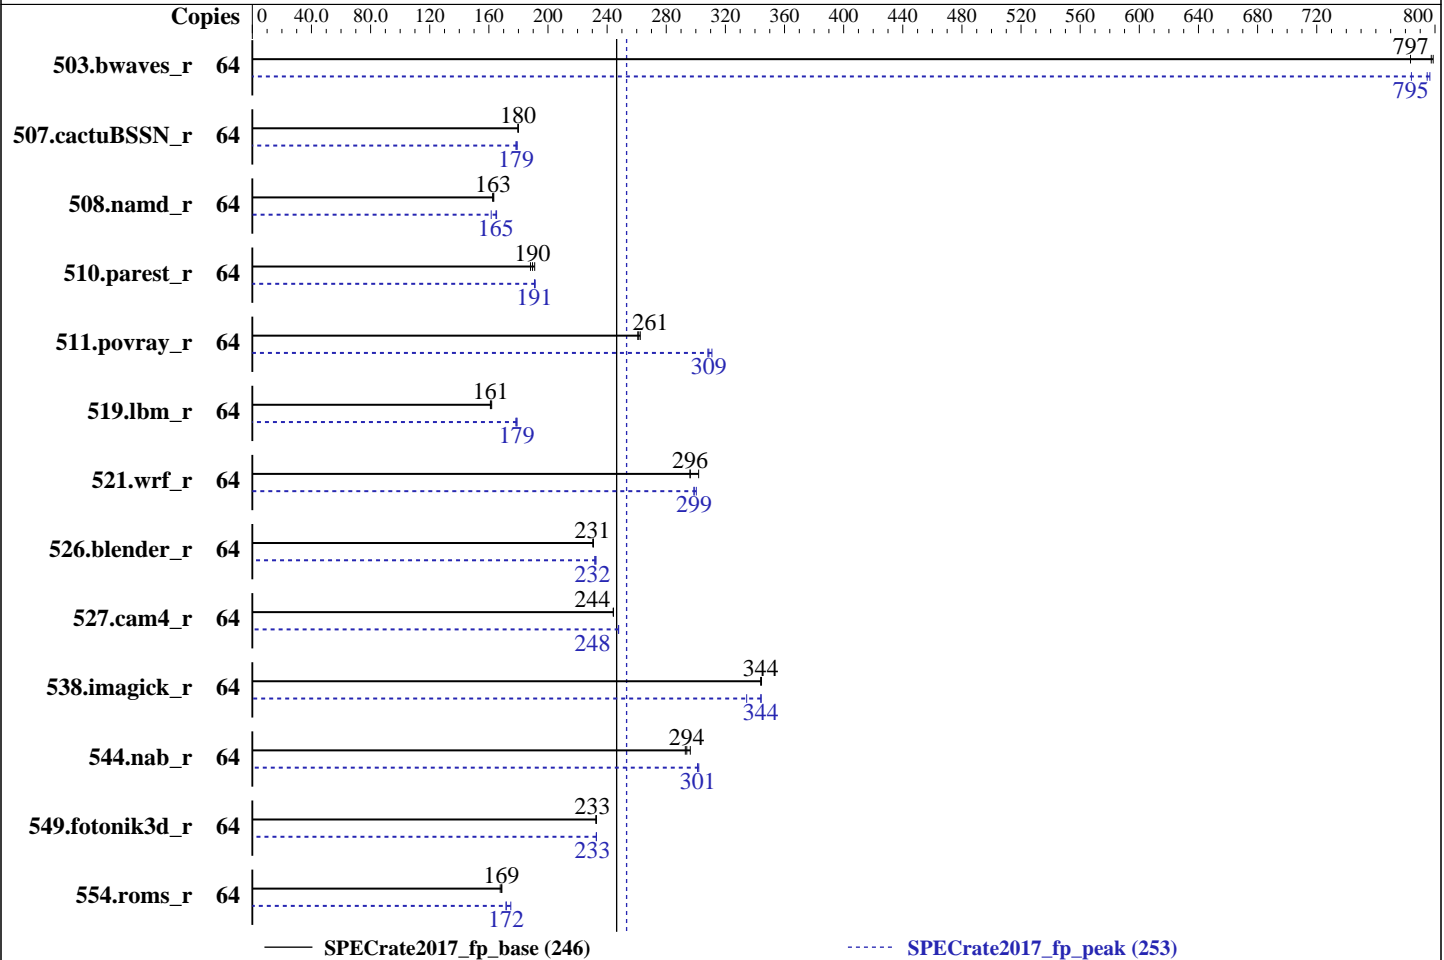 Copies 0 40.0 80.0 120 160 200 240 280 320 360 400 440 480 520 560 600 640 680 720 800
503.bwaves_r 64 797
795
507.cactuBSSN_r 64 180
179
508.namd_r 64 163
165
510.parest_r 64 190
191
511.povray_r 64 261
309
519.lbm_r 64 161
179
521.wrf_r 64 296
299
526.blender_r 64 231
232
527.cam4_r 64 244
248
538.imagick_r 64 344
344
544.nab_r 64 294
301
549.fotonik3d_r 64 233
233
554.roms_r 64 169
172
SPECrate2017_fp_base (246) SPECrate2017_fp_peak (253)